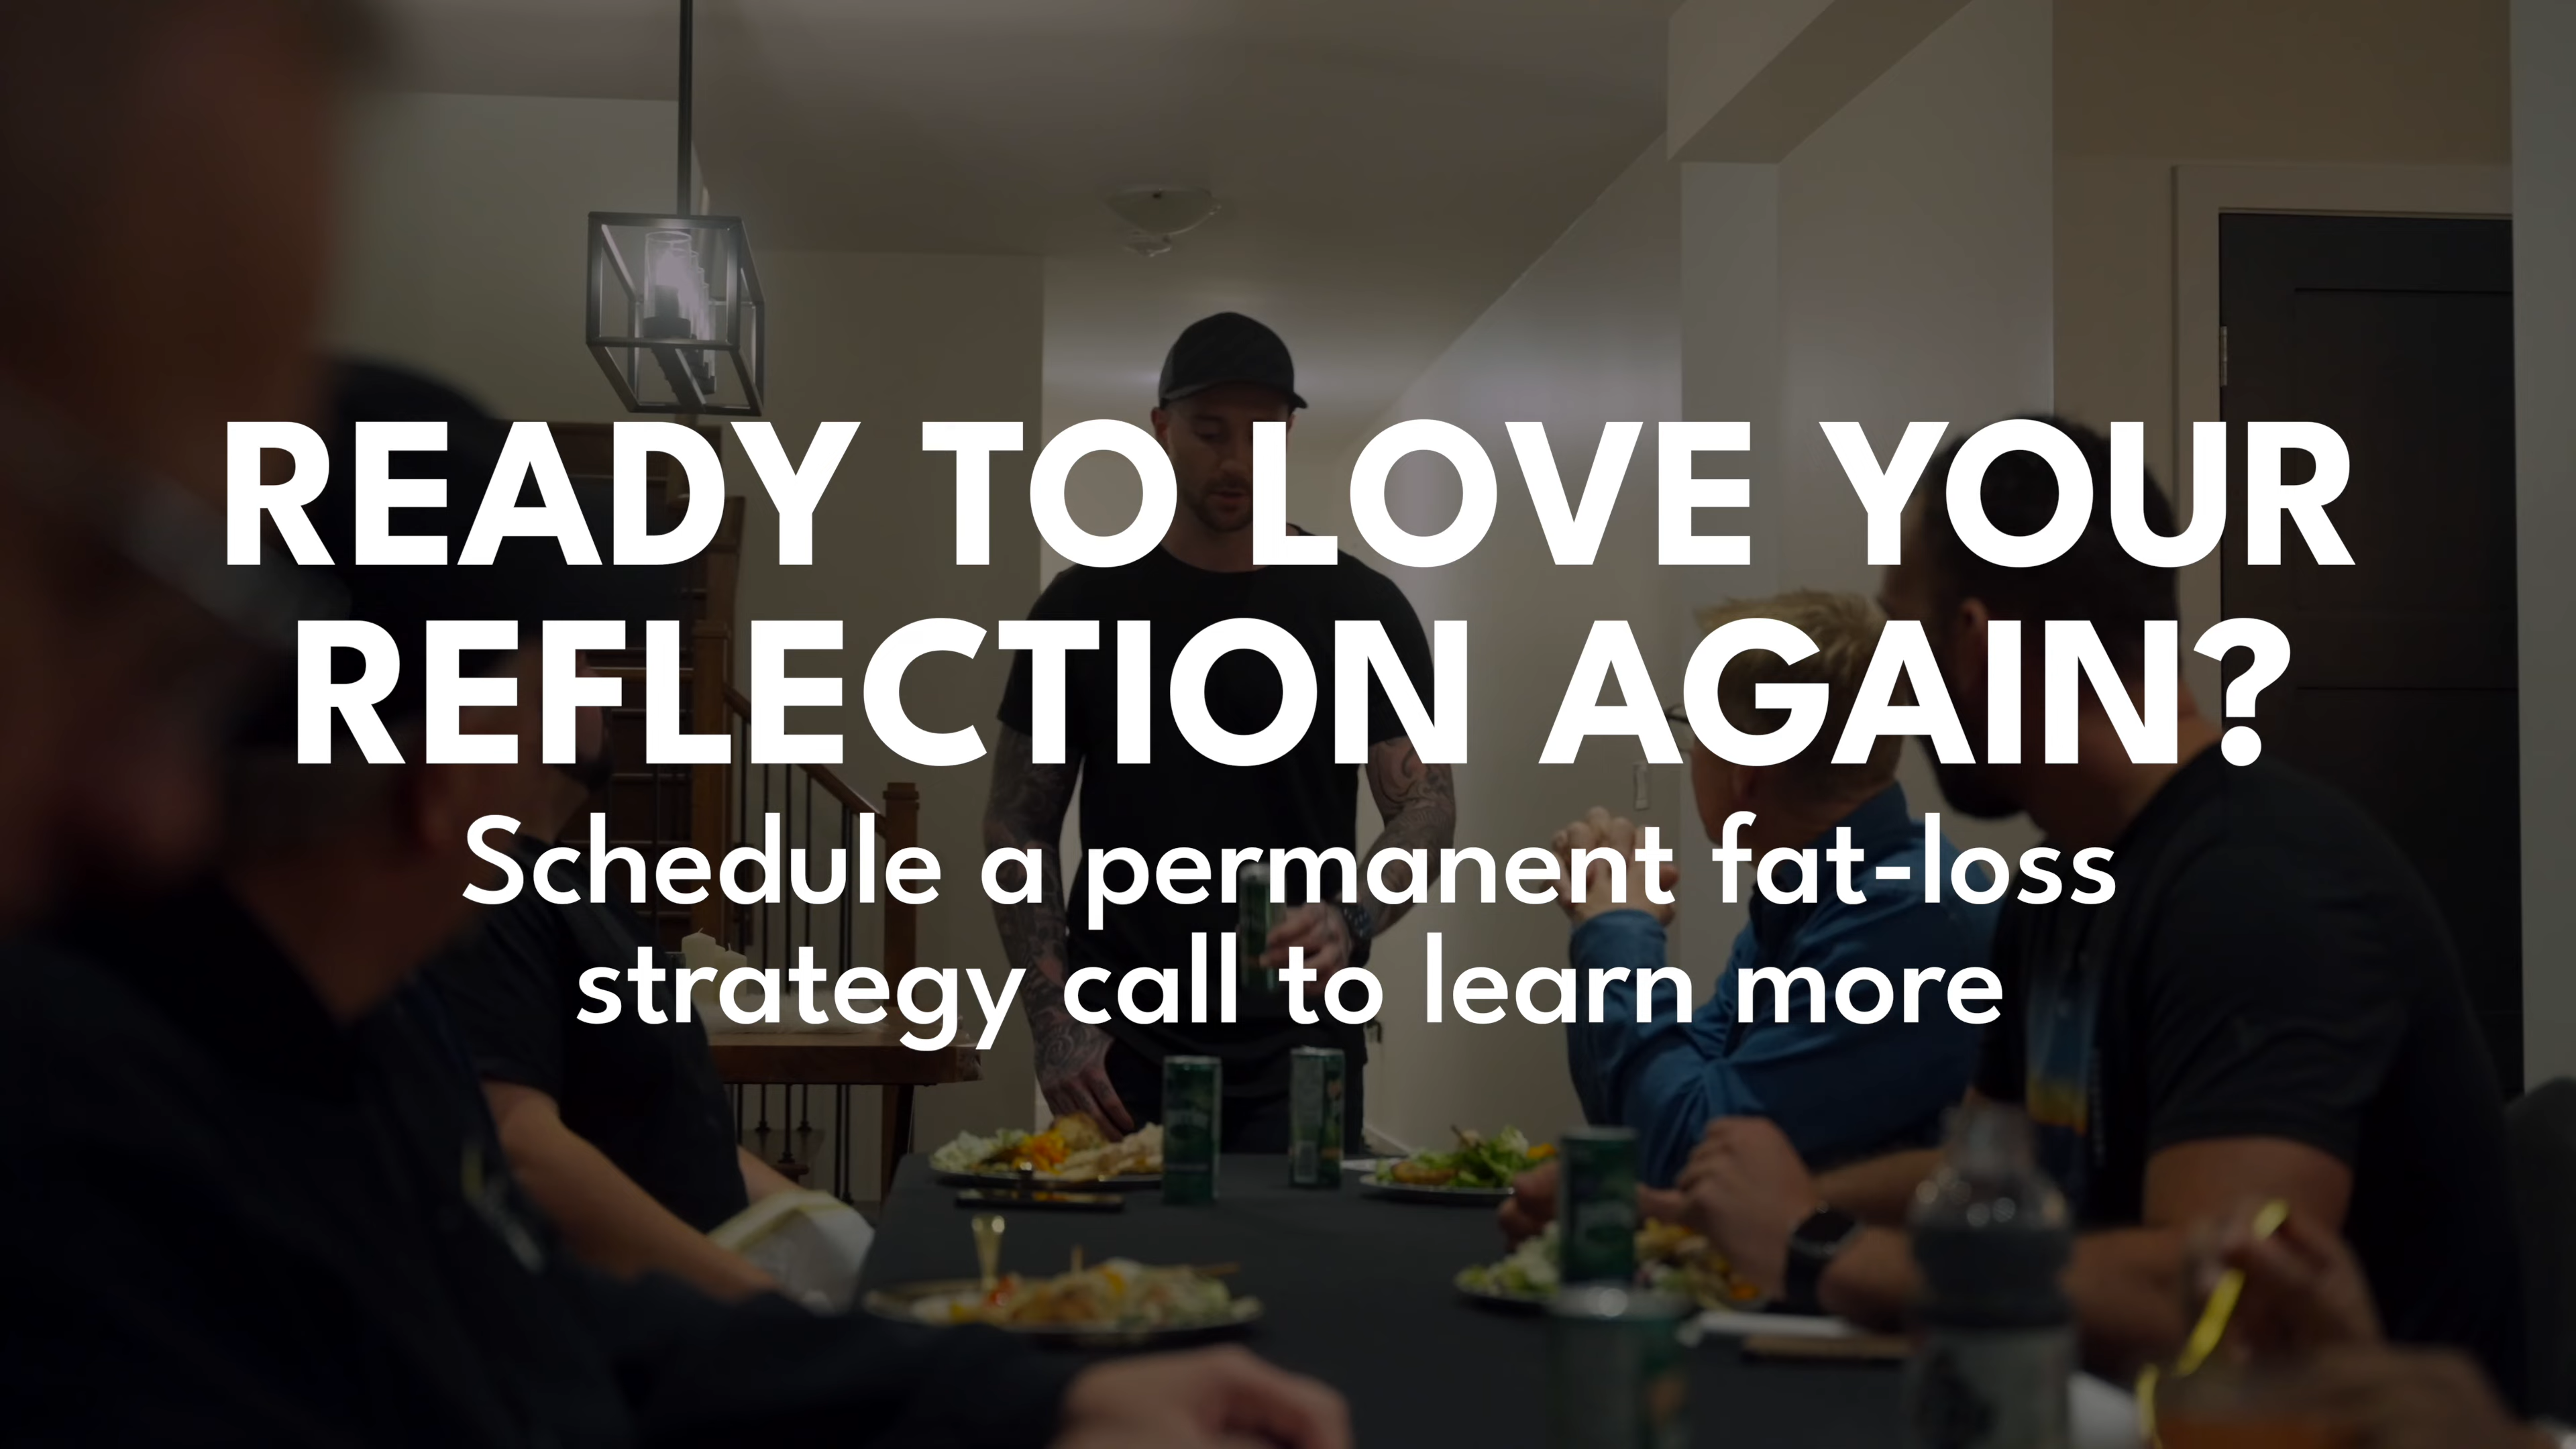 READY TO LOVE YOUR
REFLECTION AGAIN?
Schedule a permanent fat-loss
strategy call to learn more